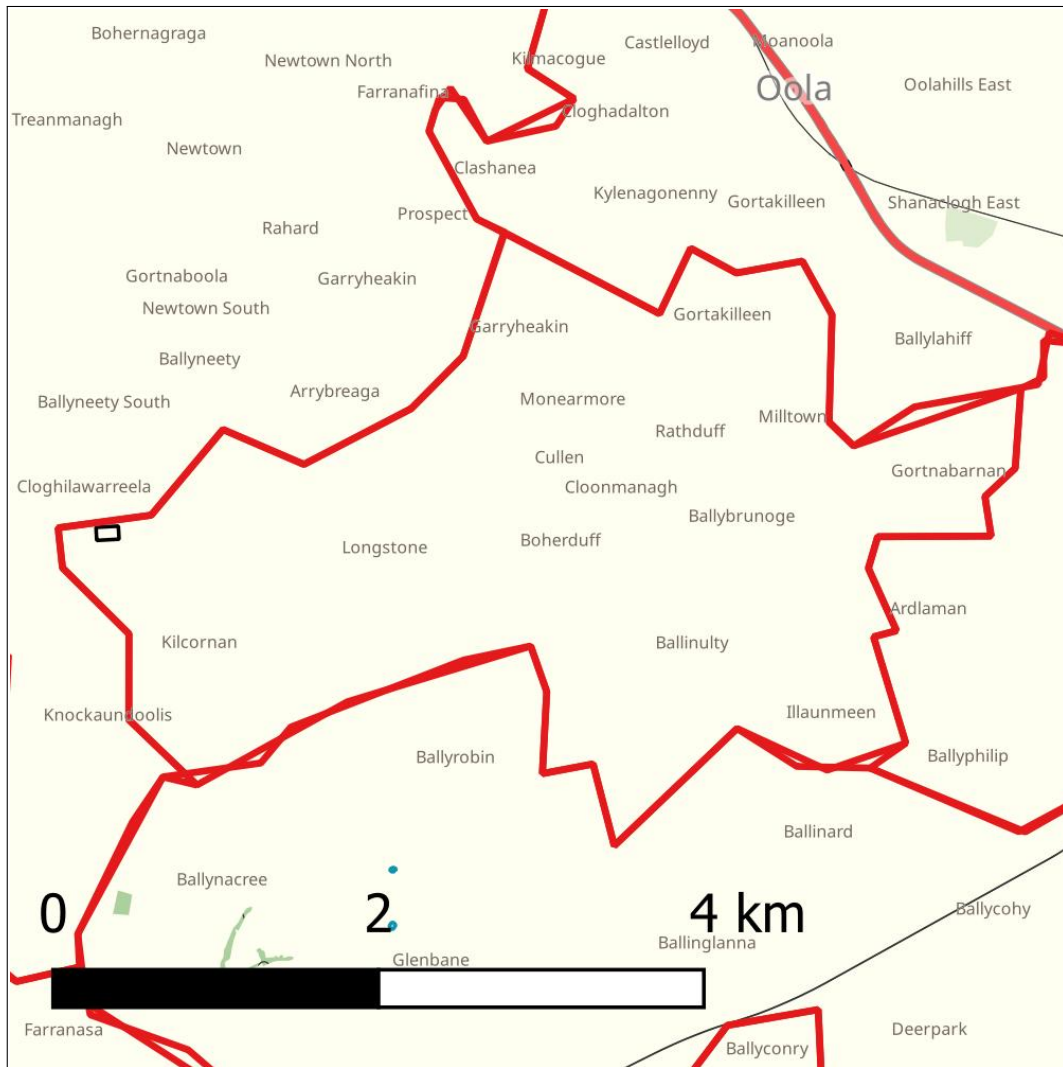 Bohernagraga
Castlelloyd
Moanoola
Newtown North
Kilmacogue
Oola
Oolahills East
Farranafina
Treanmanagh
Cloghadalton
Newtown
Clashanea
Kylenagonenny
Gortakilleen
Shanaclogh East
Prospect
Rahard
Gortnaboola
Garryheakin
Newtown South
Gortakilleen
Garryheakin
Ballylahiff
Ballyneety
Arrybreaga
Ballyneety South
Monearmore
Milltown
Rathduff
Cullen
Gortnabarnan
Cloghilawarreela
Cloonmanagh
Ballybrunoge
Longstone
Boherduff
Ardlaman
Kilcornan
Ballinulty
Knockaundoolis
Illaunmeen
Ballyrobin
Ballyphilip
Ballinard
Ballynacree
0 2 4 km
Ballycohy
Ballinglanna
Glenbane
Farranasa
Deerpark
Ballyconry